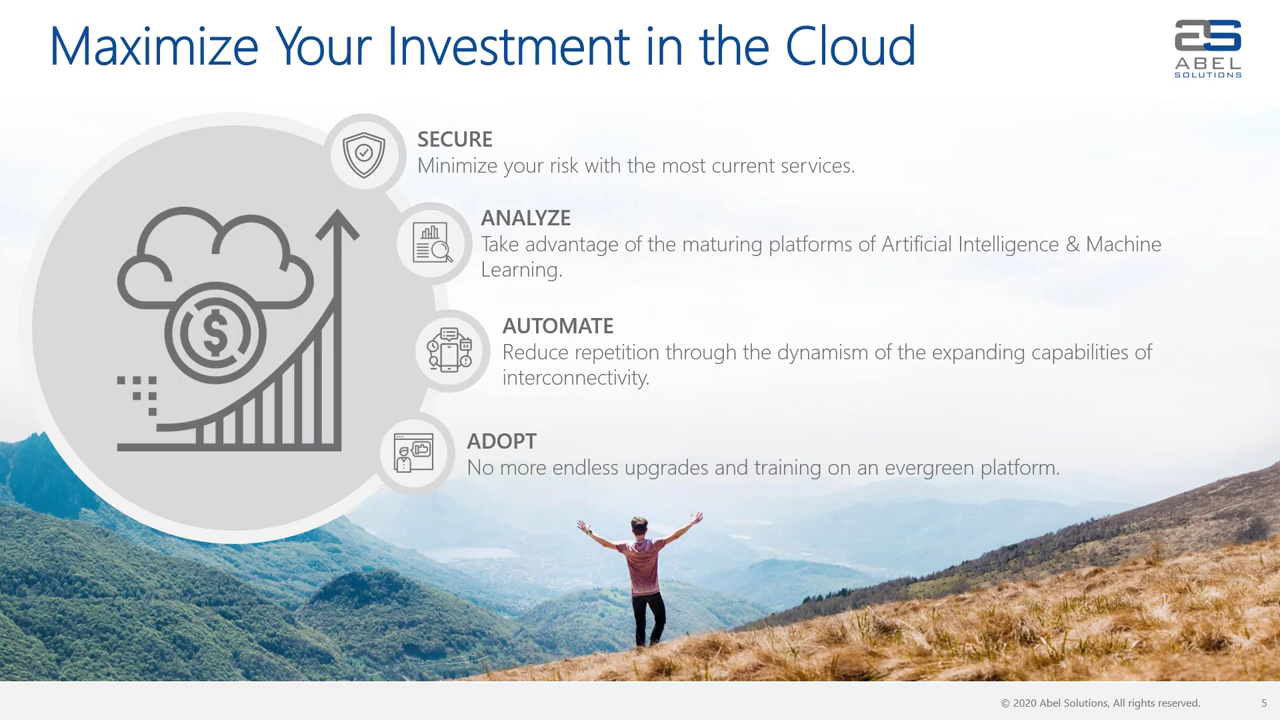 Maximize Your Investment in the Cloud
ABEL
SOLUTIONS
SECURE
Minimize your risk with the most current services.
ANALYZE
Take advantage of the maturing platforms of Artificial Intelligence & Machine
Learning.
AUTOMATE
Reduce repetition through the dynamism of the expanding capabilities of
interconnectivity.
ADOPT
No more endless upgrades and training on an evergreen platform.
$
© 2020 Abel Solutions, All rights reserved.
5